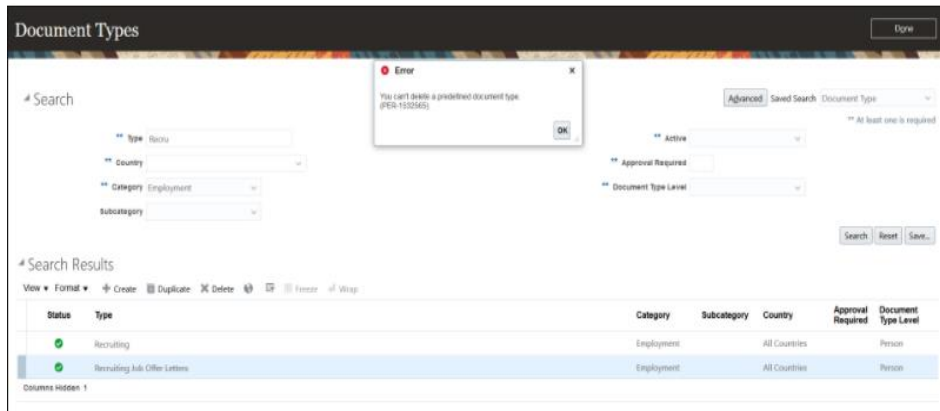 Document Types
Done
Error
×
You can't delete a predefined document type.
(PER-1532565)
OK
Search
Advanced Saved Search Document Type
** At least one is required
** Type Recru
** Active
** Country
** Approval Required
** Category Employment
** Document Type Level
Subcategory
Search Reset Save...
Search Results
View Format Create Duplicate Delete Freeze Wrap
Status Type Category Subcategory Country Approval Required Document Type Level
Recruiting Employment All Countries Person
Recruiting Job Offer Letters Employment All Countries Person
Columns Hidden 1